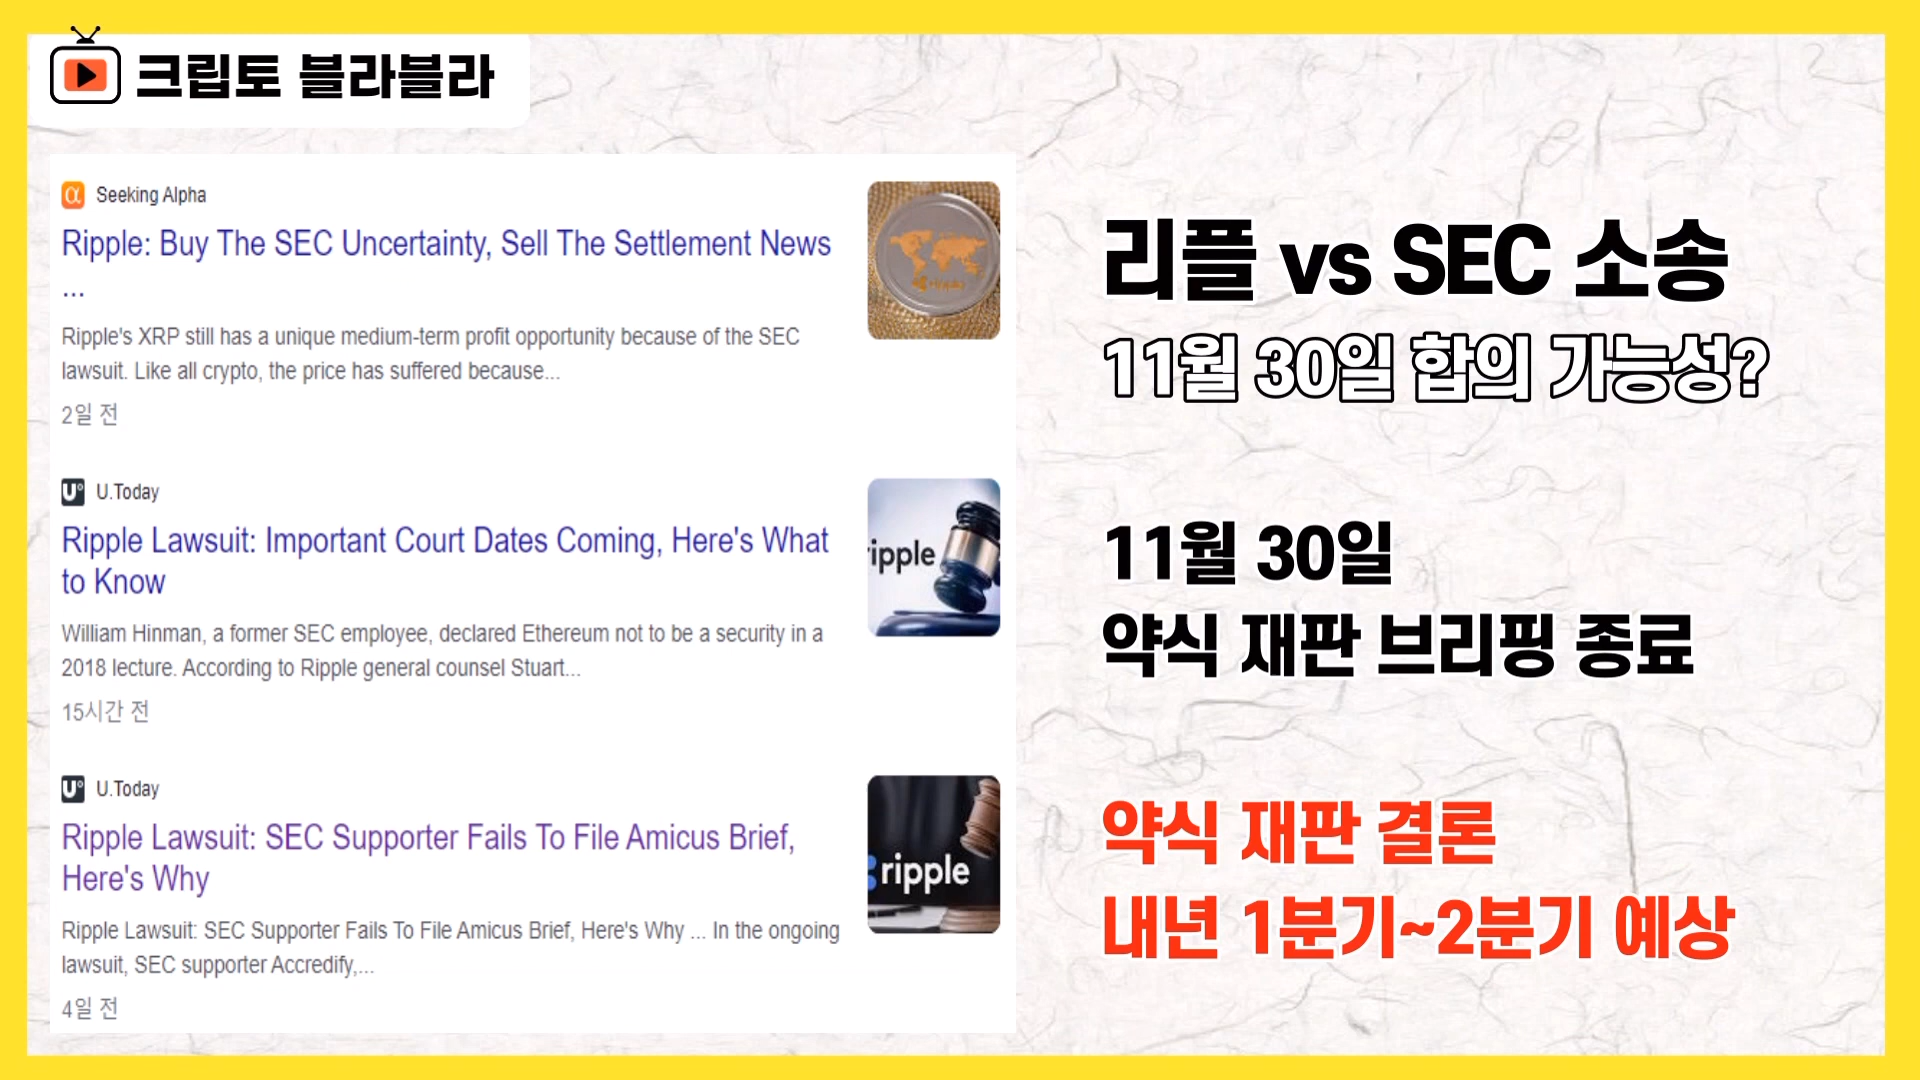 크립토 블라블라
Seeking Alpha
Ripple: Buy The SEC Uncertainty, Sell The Settlement News
...
Ripple's XRP still has a unique medium-term profit opportunity because of the SEC
lawsuit. Like all crypto, the price has suffered because...
2일 전
U.Today
Ripple Lawsuit: Important Court Dates Coming, Here's What
to Know
William Hinman, a former SEC employee, declared Ethereum not to be a security in a
2018 lecture. According to Ripple general counsel Stuart...
15시간 전
ripple
U.Today
Ripple Lawsuit: SEC Supporter Fails To File Amicus Brief,
Here's Why
Ripple Lawsuit: SEC Supporter Fails To File Amicus Brief, Here's Why ... In the ongoing
lawsuit, SEC supporter Accredify,...
4일 전
ripple
리플 vs SEC 소송
11월 30일 합의 가능성?
11월 30일
약식 재판 브리핑 종료
약식 재판 결론
내년 1분기~2분기 예상